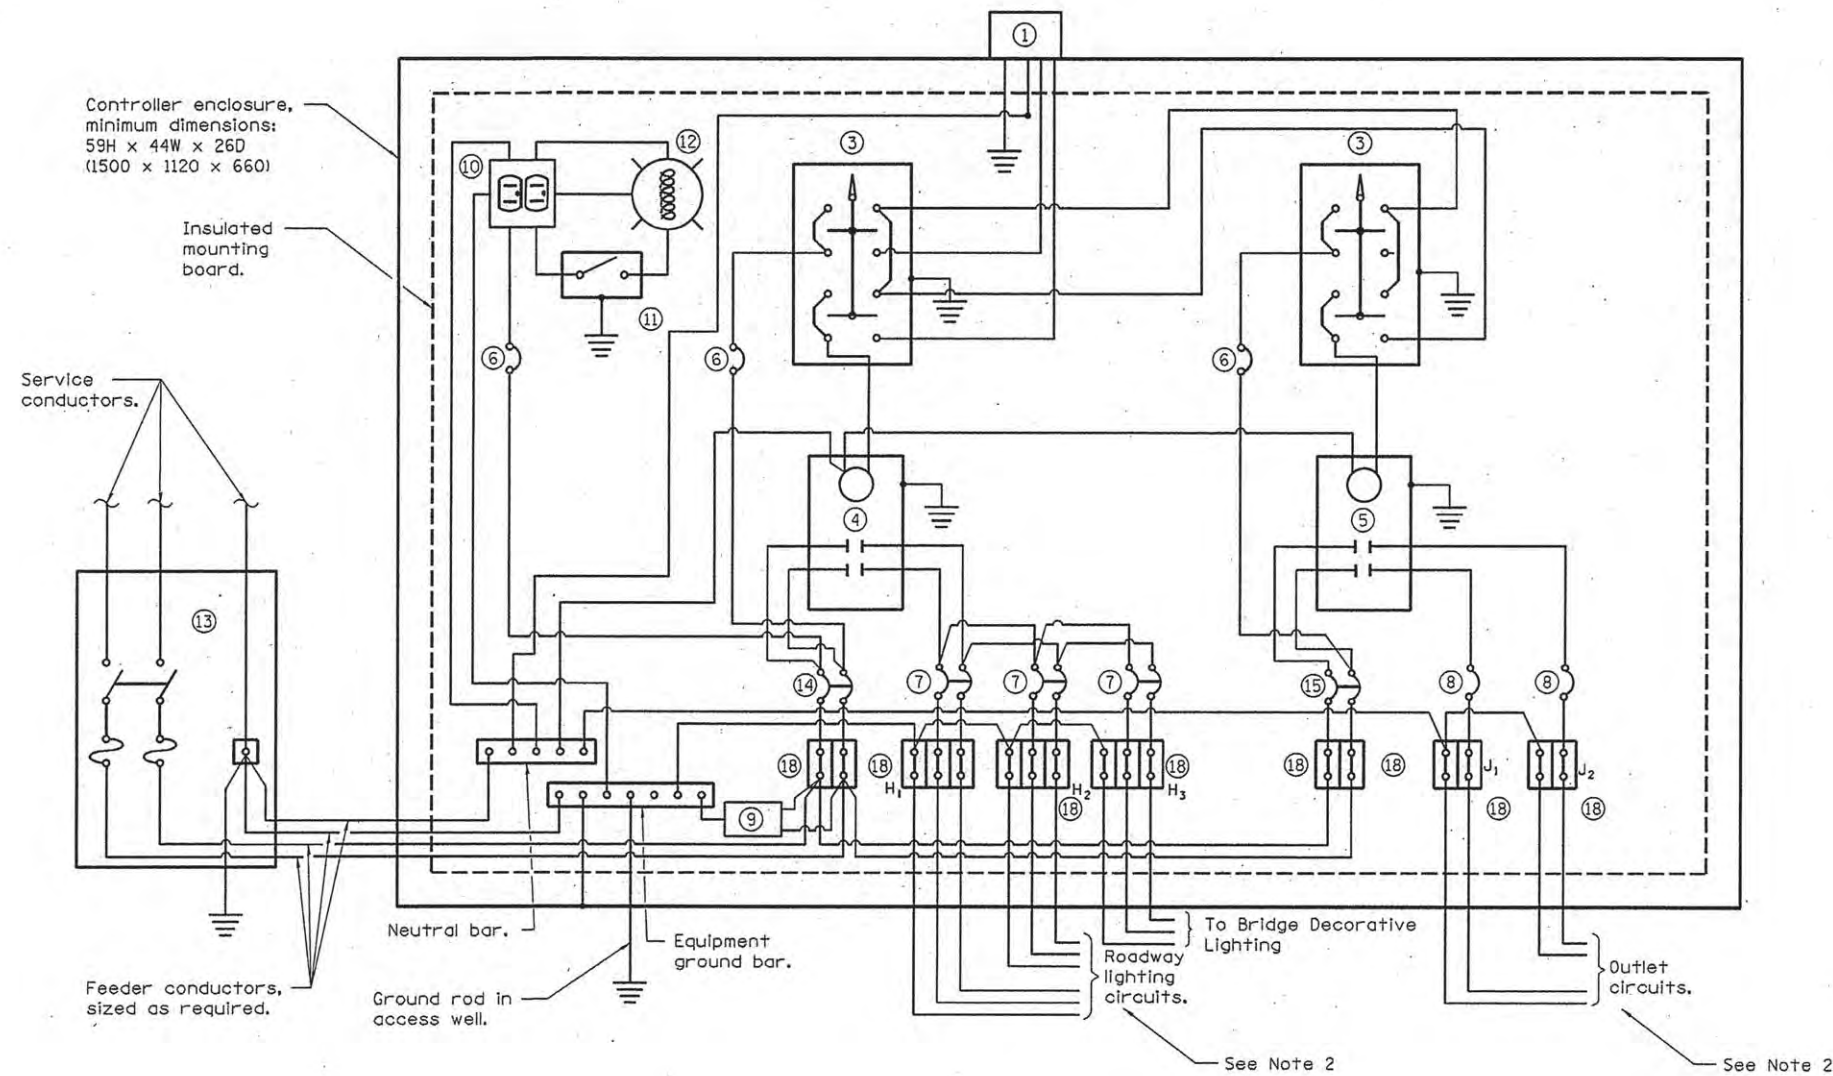 1
Controller enclosure,
minimum dimensions:
59H x 44W x 26D
(1500 x 1120 x 660)
12
3
3
10
Insulated
mounting
board.
11
6
6
6
Service
conductors.
4
5
13
14
7
7
7
15
8
8
18
18
H1
H2
18
18
H3
18
18
J1
18
J2
18
9
Neutral bar.
Equipment
ground bar.
To Bridge Decorative
Lighting
Roadway
lighting
circuits.
Outlet
circuits.
Feeder conductors,
sized as required.
Ground rod in
access well.
See Note 2
See Note 2